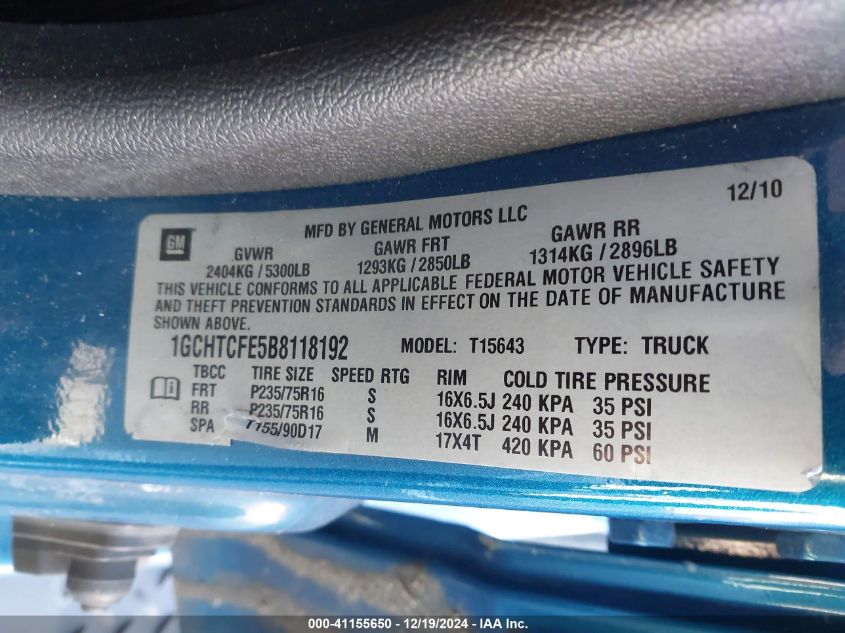 12/10
MFD BY GENERAL MOTORS LLC
GM
GVWR GAWR FRT GAWR RR
2404KG / 5300LB 1293KG / 2850LB 1314KG / 2896LB
THIS VEHICLE CONFORMS TO ALL APPLICABLE FEDERAL MOTOR VEHICLE SAFETY
AND THEFT PREVENTION STANDARDS IN EFFECT ON THE DATE OF MANUFACTURE
SHOWN ABOVE.
1GCHTCFE5B8118192 MODEL: T15643 TYPE: TRUCK
TBCC TIRE SIZE SPEED RTG RIM COLD TIRE PRESSURE
FRT P235/75R16 S 16X6.5J 240 KPA 35 PSI
RR P235/75R16 S 16X6.5J 240 KPA 35 PSI
SPA T155/90D17 M 17X4T 420 KPA 60 PSI
000-41155650 - 12/19/2024 - IVSN.com